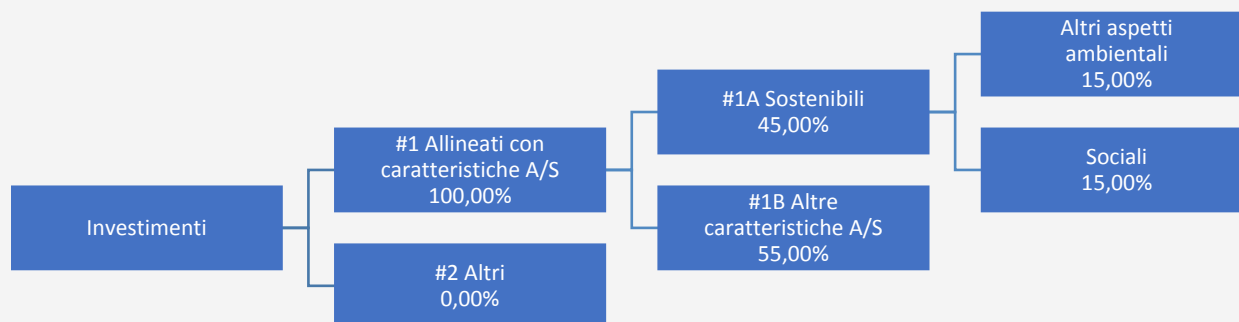 Investimenti
#1 Allineati con
caratteristiche A/S
100,00%
#2 Altri
0,00%
#1A Sostenibili
45,00%
#1B Altre
caratteristiche A/S
55,00%
Altri aspetti
ambientali
15,00%
Sociali
15,00%